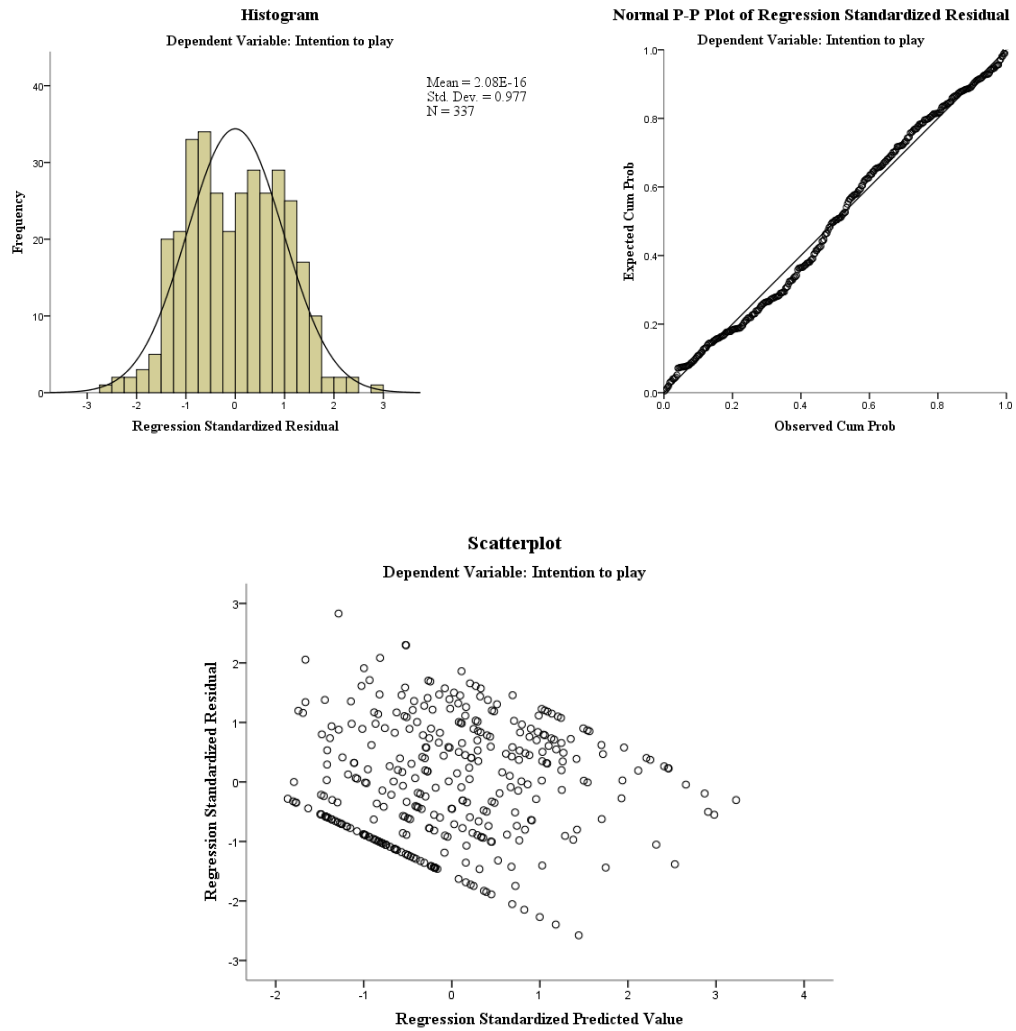 Histogram
Dependent Variable: Intention to play
Mean = 2.08E-16
Std. Dev. = 0.977
N = 337
40
30
20
10
0
Frequency
-3 -2 -1 0 1 2 3
Regression Standardized Residual
Normal P-P Plot of Regression Standardized Residual
Dependent Variable: Intention to play
1.0
0.8
0.6
0.4
0.2
0.0
Expected Cum Prob
0.0 0.2 0.4 0.6 0.8 1.0
Observed Cum Prob
Scatterplot
Dependent Variable: Intention to play
3
2
1
0
-1
-2
-3
Regression Standardized Residual
-2 -1 0 1 2 3 4
Regression Standardized Predicted Value